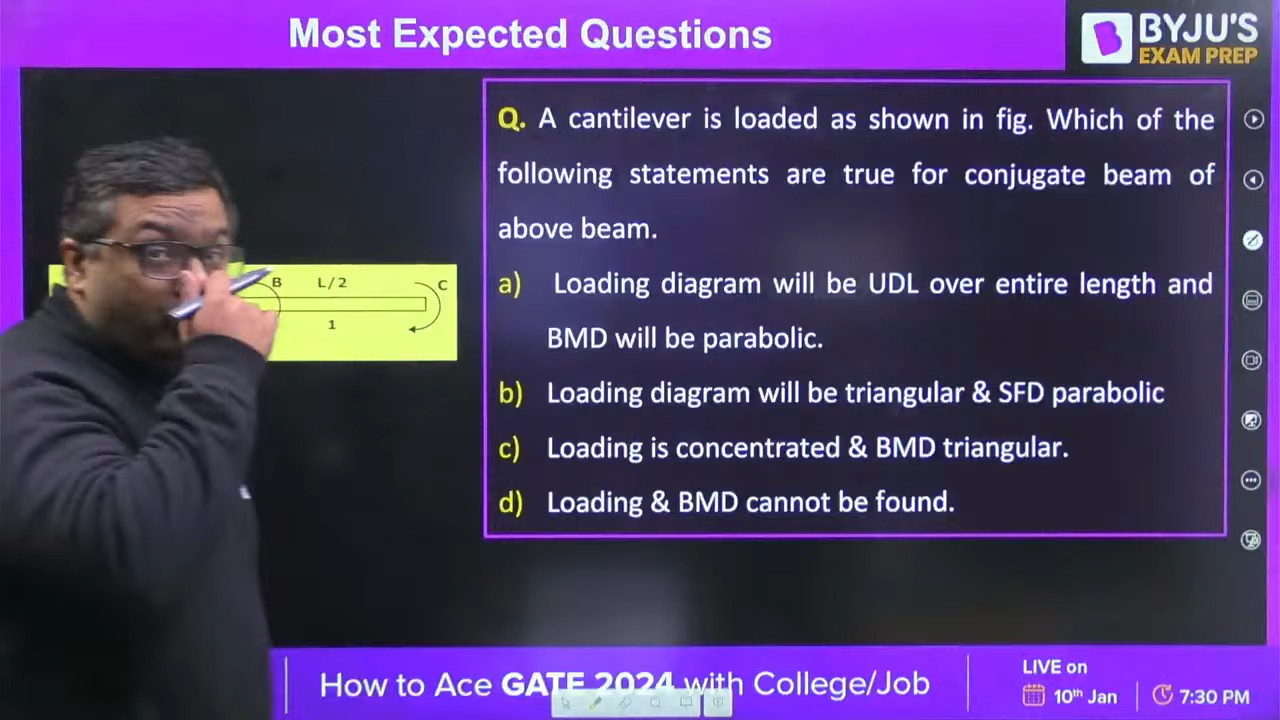 Most Expected Questions
BYJU'S
EXAM PREP
Q. A cantilever is loaded as shown in fig. Which of the
following statements are true for conjugate beam of
above beam.
a) Loading diagram will be UDL over entire length and
BMD will be parabolic.
b) Loading diagram will be triangular & SFD parabolic
c) Loading is concentrated & BMD triangular.
d) Loading & BMD cannot be found.
B L/2 C
1
How to Ace GATE 2024 with College/Job
LIVE on
10th Jan
7:30 PM